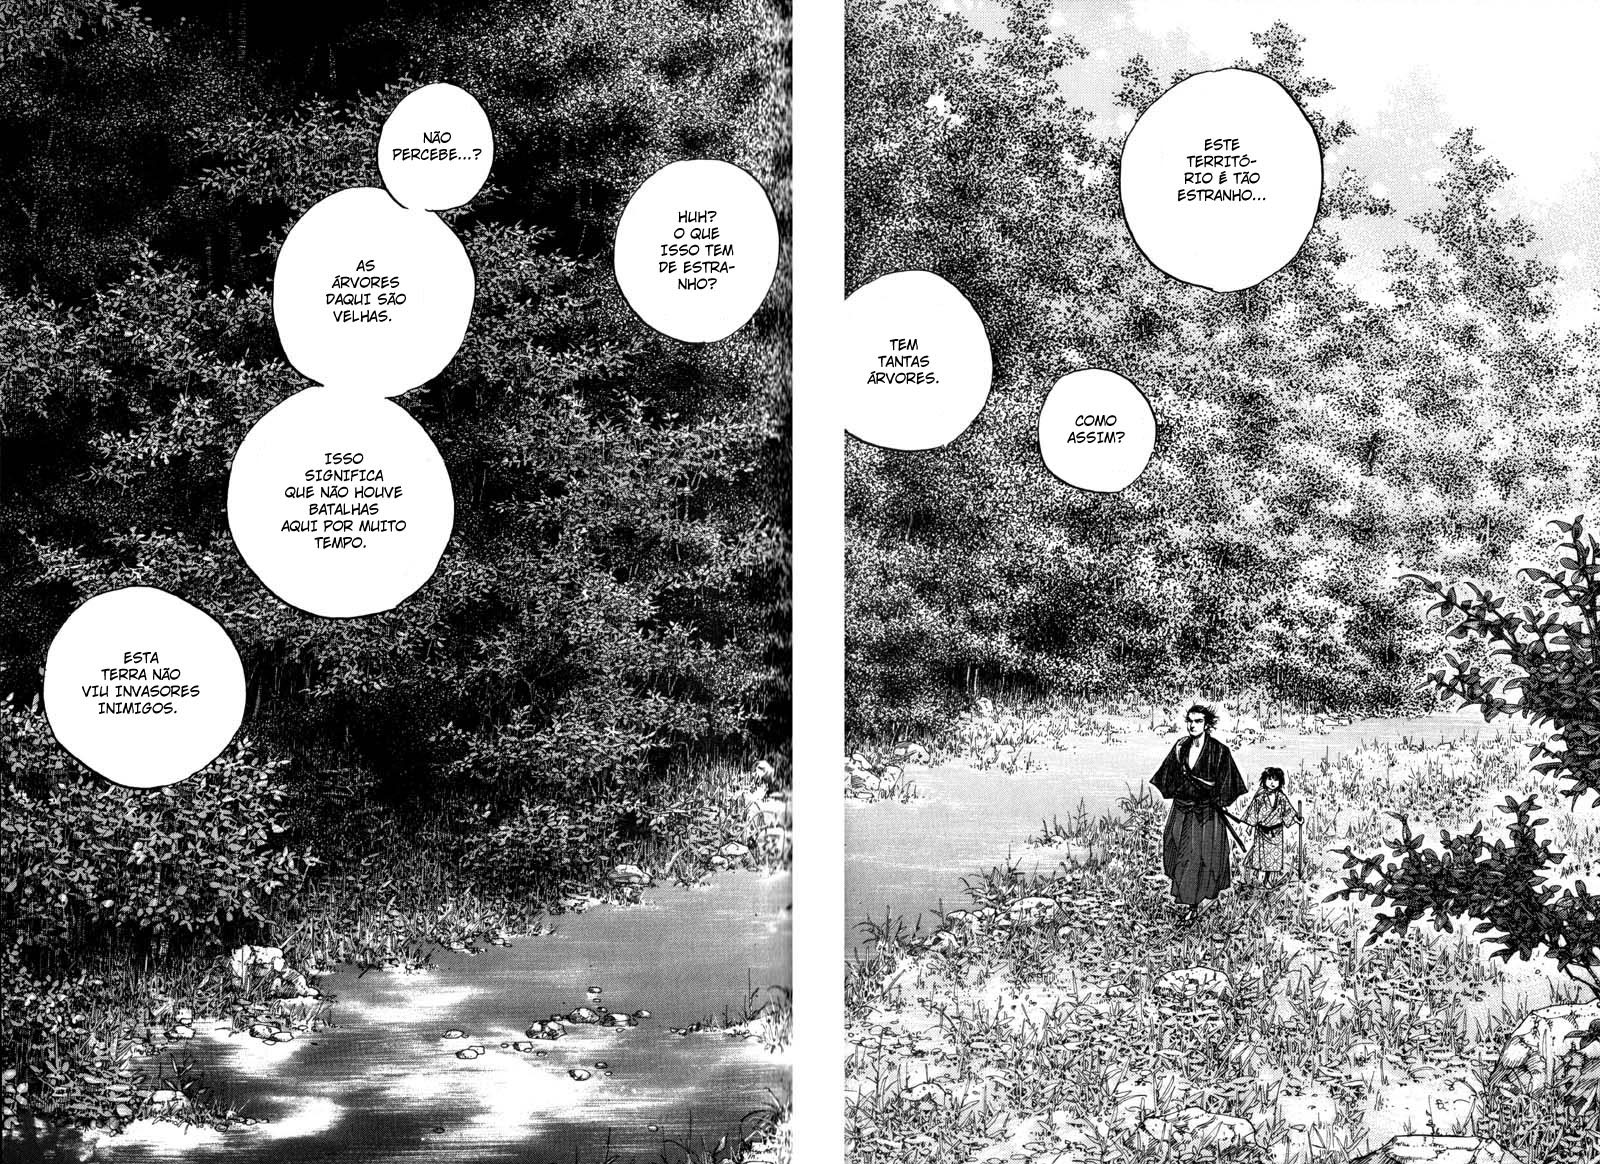 ESTE
TERRITÓ-
RIO É TÃO
ESTRANHO...
COMO
ASSIM?
TEM
TANTAS
ÁRVORES.
HUH?
O QUE
ISSO TEM
DE ESTRA-
NHO?
NÃO
PERCEBE...?
AS
ÁRVORES
DAQUI SÃO
VELHAS.
ISSO
SIGNIFICA
QUE NÃO HOUVE
BATALHAS
AQUI POR MUITO
TEMPO.
ESTA
TERRA NÃO
VIU INVASORES
INIMIGOS.